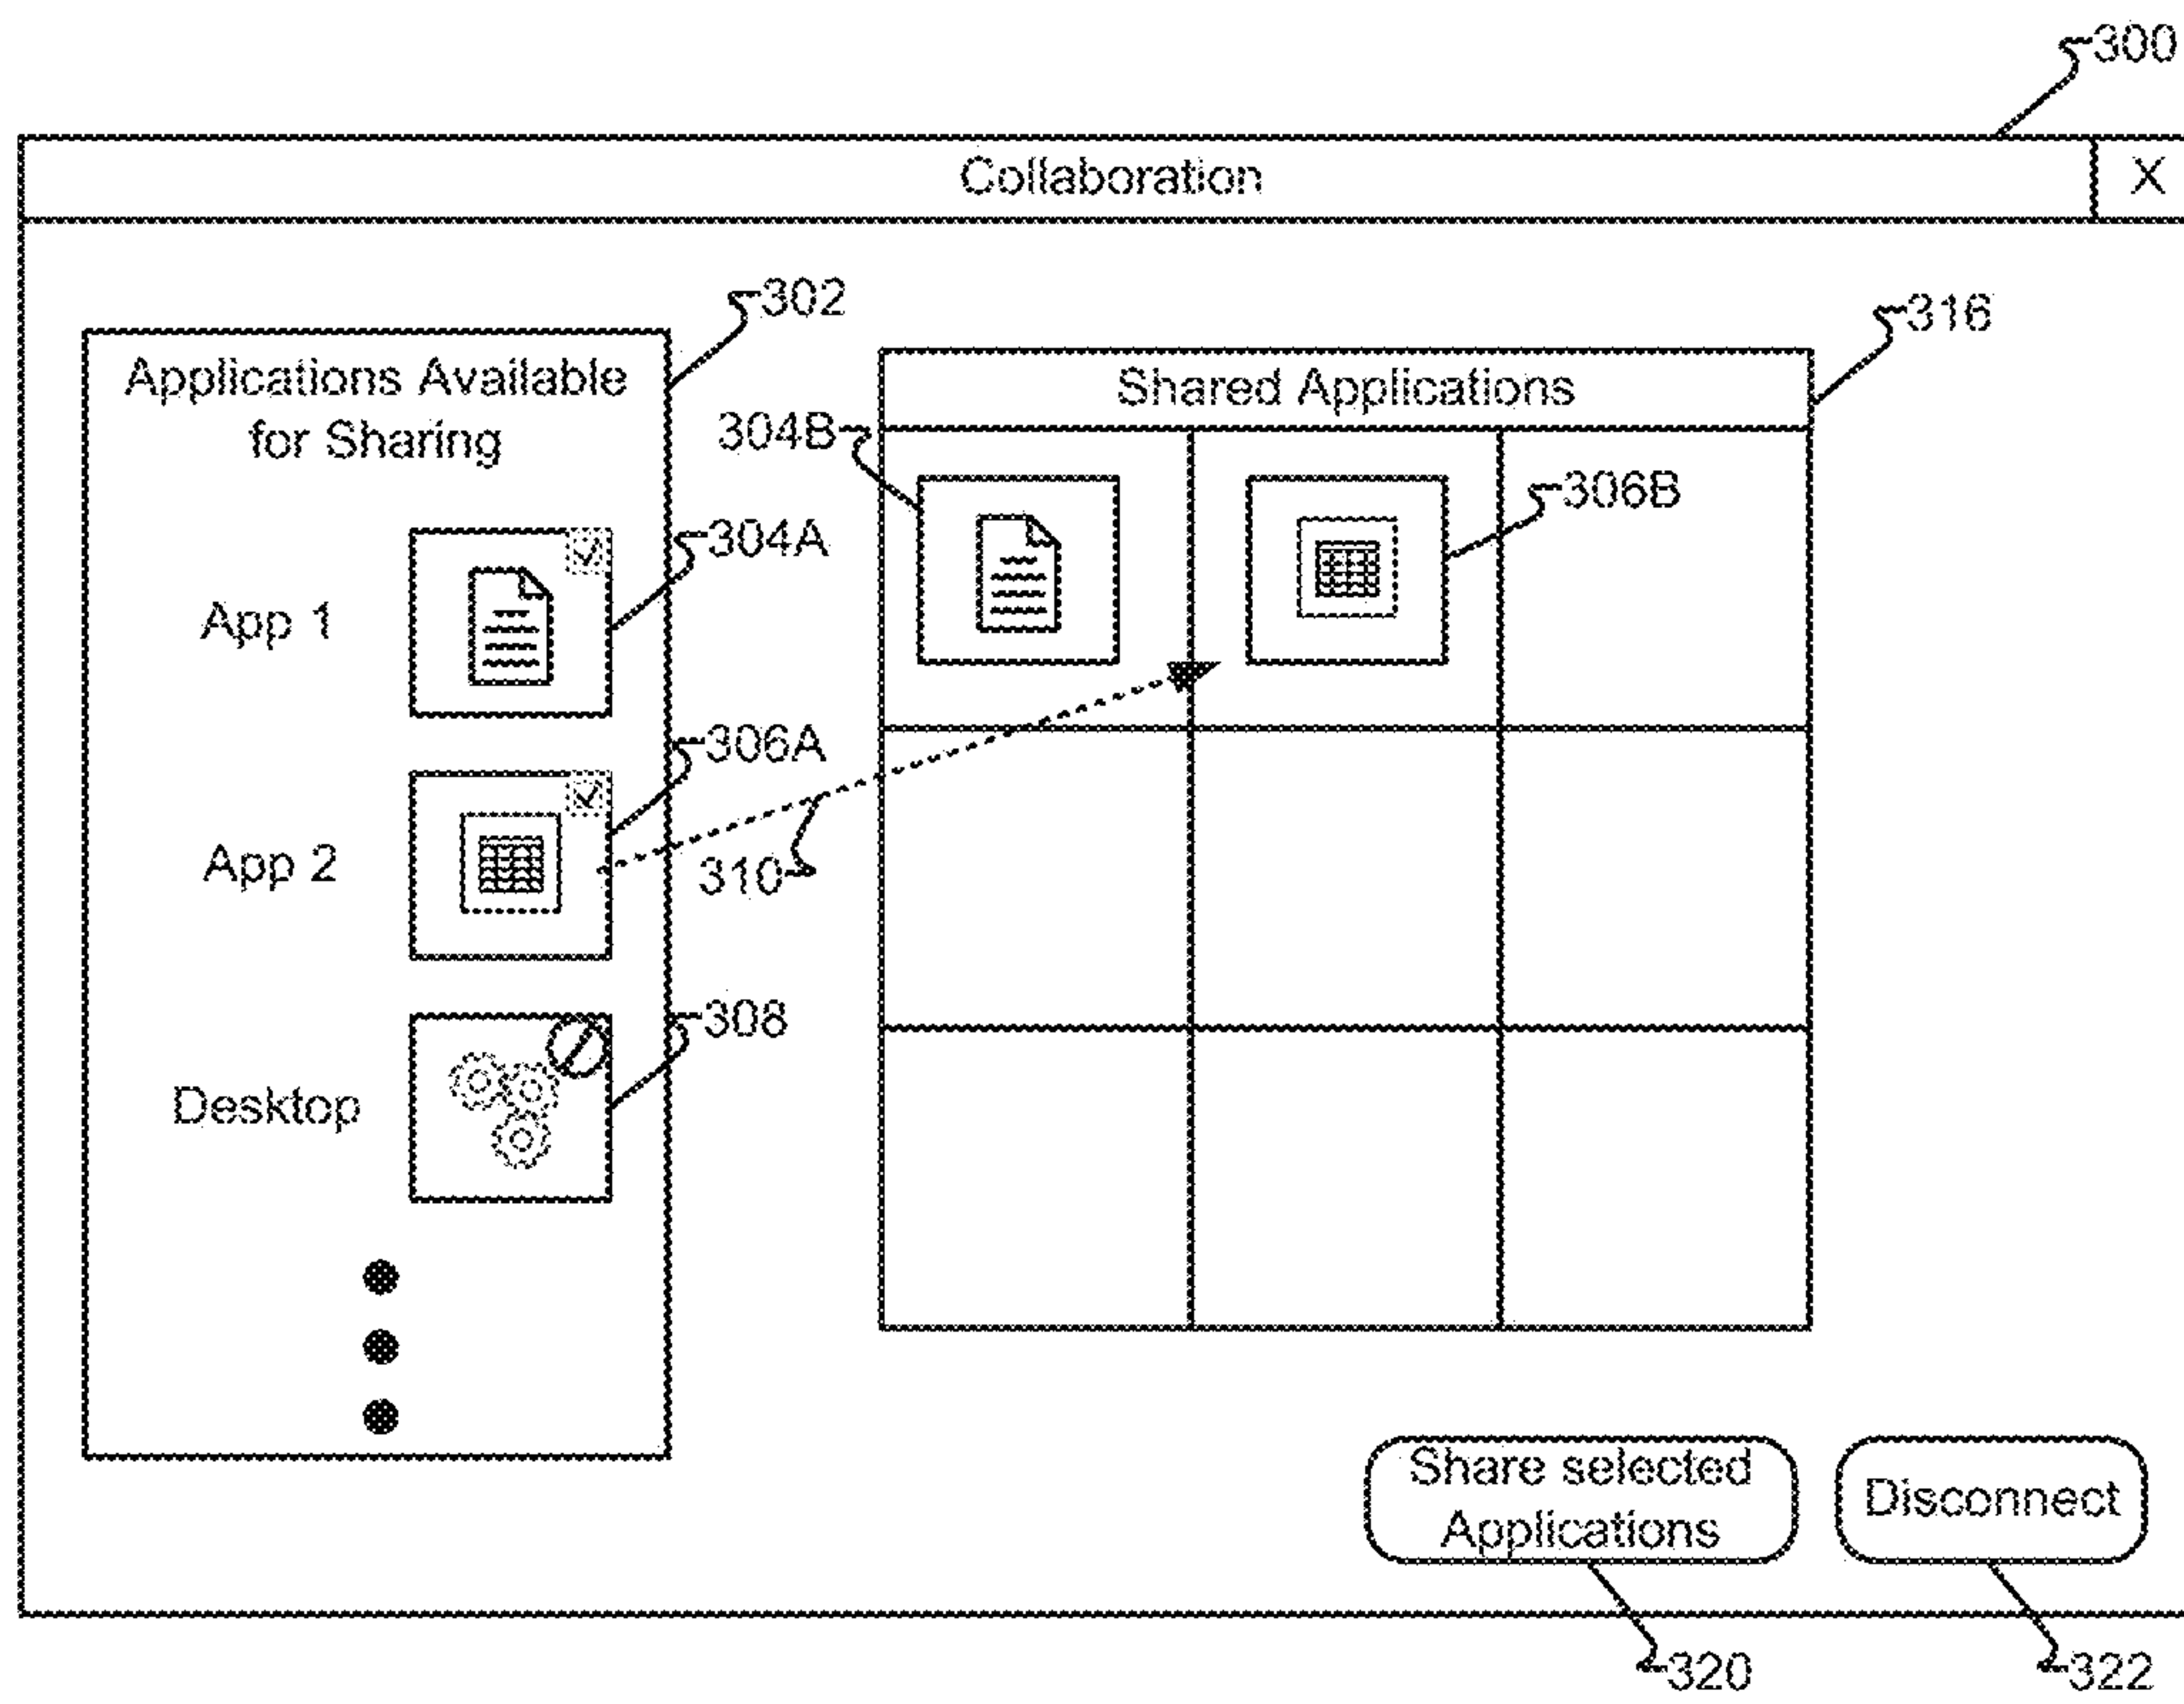 300
Collaboration
X
302
316
Applications Available
for Sharing
Shared Applications
304B
306B
304A
App 1
306A
App 2
310
308
Desktop
Share selected
Applications
Disconnect
320
322